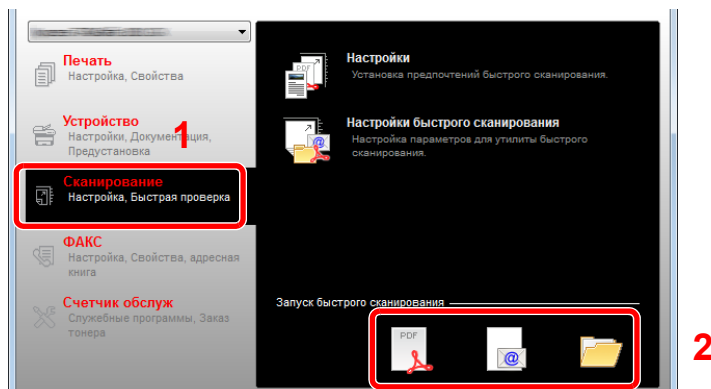 Печать
Настройка, Свойства
Устройство
Настройки, Документация,
Предустановка
1
Сканирование
Настройка, Быстрая проверка
ФАКС
Настройка, Свойства, адресная
книга
Счетчик обслуж
Служебные программы, Заказ
тонера
PDF
Настройки
Установка предпочтений быстрого сканирования.
Настройки быстрого сканирования
Настройка параметров для утилиты быстрого
сканирования.
Запуск быстрого сканирования
PDF
2